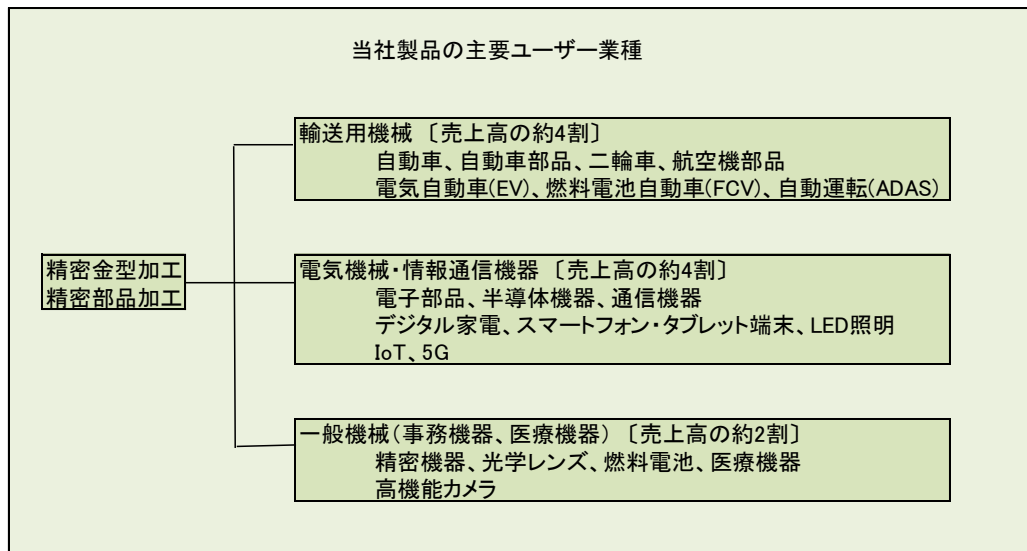 当社製品の主要ユーザー業種
輸送用機械 〔売上高の約4割〕
自動車、自動車部品、二輪車、航空機部品
電気自動車(EV)、燃料電池自動車(FCV)、自動運転(ADAS)
精密金型加工
精密部品加工
電気機械・情報通信機器 〔売上高の約4割〕
電子部品、半導体機器、通信機器
デジタル家電、スマートフォン・タブレット端末、LED照明
IoT、5G
一般機械(事務機器、医療機器) 〔売上高の約2割〕
精密機器、光学レンズ、燃料電池、医療機器
高機能カメラ